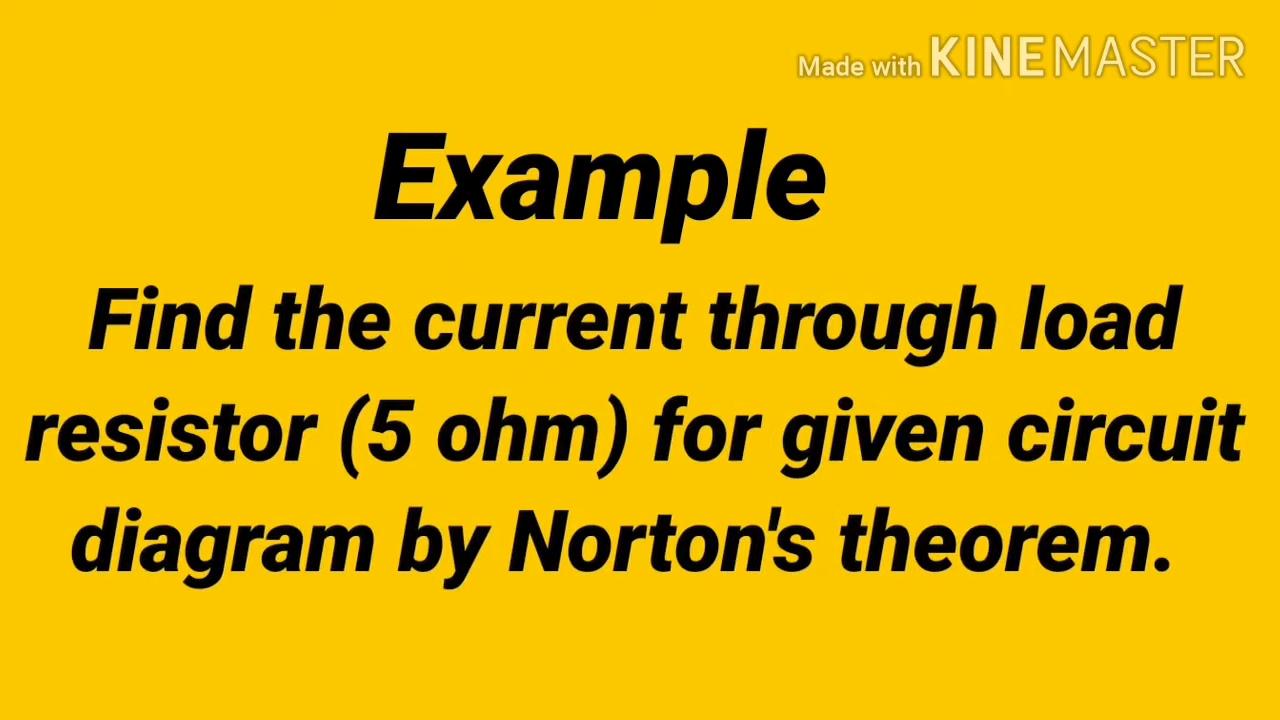 Made with KINEMASTER
Example
Find the current through load
resistor (5 ohm) for given circuit
diagram by Norton's theorem.